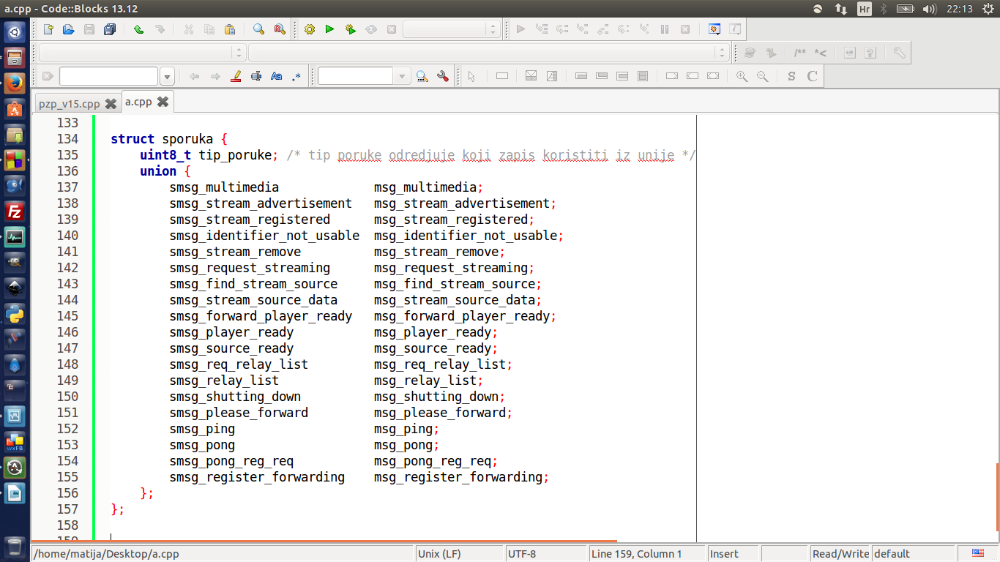 a.cpp - Code::Blocks 13.12
Hr
22:13
/** *<
Aa
.*
S C
pzp_v15.cpp
a.cpp
133
134 struct sporuka {
135 uint8_t tip_poruke; /* tip poruke odredjuje koji zapis koristiti iz unije */
136 union {
137 smsg_multimedia msg_multimedia;
138 smsg_stream_advertisement msg_stream_advertisement;
139 smsg_stream_registered msg_stream_registered;
140 smsg_identifier_not_usable msg_identifier_not_usable;
141 smsg_stream_remove msg_stream_remove;
142 smsg_request_streaming msg_request_streaming;
143 smsg_find_stream_source msg_find_stream_source;
144 smsg_stream_source_data msg_stream_source_data;
145 smsg_forward_player_ready msg_forward_player_ready;
146 smsg_player_ready msg_player_ready;
147 smsg_source_ready msg_source_ready;
148 smsg_req_relay_list msg_req_relay_list;
149 smsg_relay_list msg_relay_list;
150 smsg_shutting_down msg_shutting_down;
151 smsg_please_forward msg_please_forward;
152 smsg_ping msg_ping;
153 smsg_pong msg_pong;
154 smsg_pong_reg_req msg_pong_reg_req;
155 smsg_register_forwarding msg_register_forwarding;
156 };
157 };
158
159
Fz
wxFB
/home/matija/Desktop/a.cpp
Unix (LF)
UTF-8
Line 159, Column 1
Insert
Read/Write
default